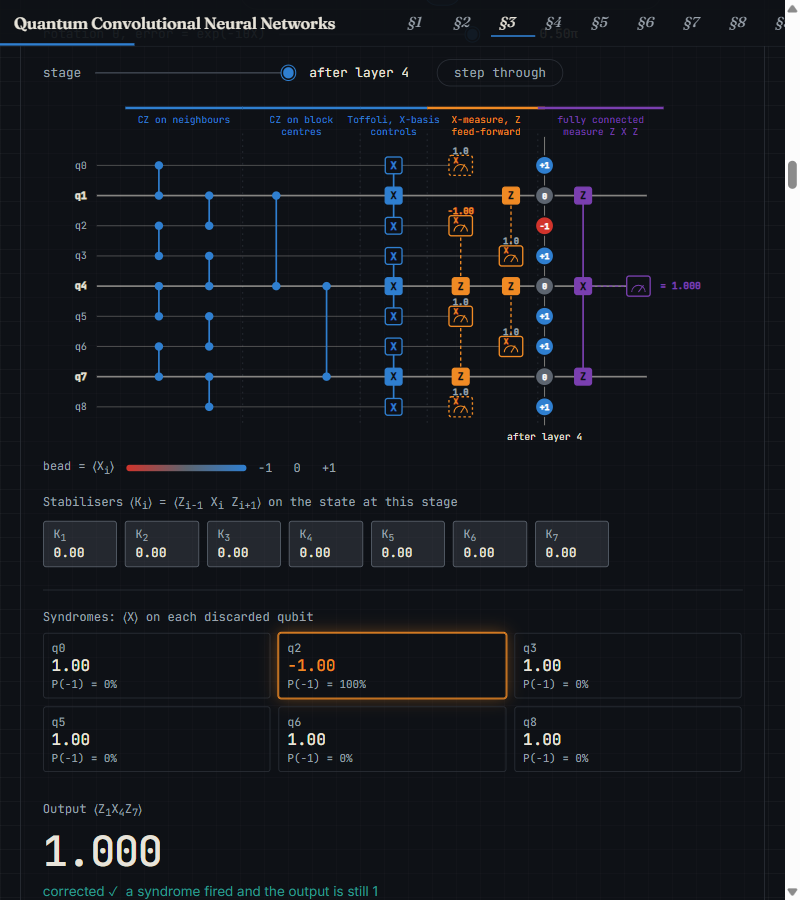 Quantum Convolutional Neural Networks §1 §2 §3 §4 §5 §6 §7 §8
stage after layer 4 step through
CZ on neighbours CZ on block centres Toffoli, X-basis controls X-measure, Z feed-forward fully connected measure Z X Z
q0 X 1.0 X +1
q1 X Z 0 Z
q2 X -1.00 X -1
q3 X 1.0 X +1
q4 X Z Z 0 X = 1.000
q5 X 1.0 X +1
q6 X 1.0 X +1
q7 X Z 0 Z
q8 X 1.0 X +1
after layer 4
bead = ⟨Xi⟩ -1 0 +1
Stabilisers ⟨Ki⟩ = ⟨Zi-1 Xi Zi+1⟩ on the state at this stage
K1 K2 K3 K4 K5 K6 K7
0.00 0.00 0.00 0.00 0.00 0.00 0.00
Syndromes: ⟨X⟩ on each discarded qubit
q0 q2 q3
1.00 -1.00 1.00
P(-1) = 0% P(-1) = 100% P(-1) = 0%
q5 q6 q8
1.00 1.00 1.00
P(-1) = 0% P(-1) = 0% P(-1) = 0%
Output ⟨Z1X4Z7⟩
1.000
corrected ✓ a syndrome fired and the output is still 1